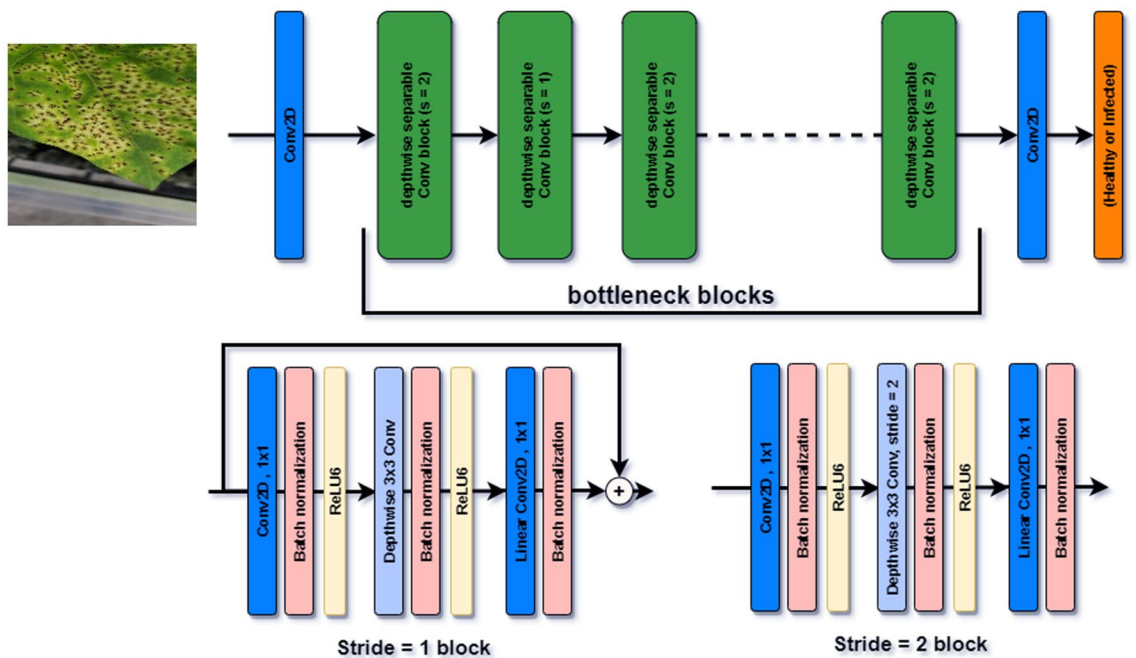 Conv2D
depthwise separable
Conv block (s = 2)
depthwise separable
Conv block (s = 1)
depthwise separable
Conv block (s = 2)
depthwise separable
Conv block (s = 2)
Conv2D
(Healthy or Infected)
bottleneck blocks
Conv2D , 1x1
Batch normalization
ReLU6
Depthwise 3x3 Conv
Batch normalization
ReLU6
Linear Conv2D , 1x1
Batch normalization
+
Stride = 1 block
Conv2D , 1x1
Batch normalization
ReLU6
Depthwise 3x3 Conv, stride = 2
Batch normalization
ReLU6
Linear Conv2D , 1x1
Batch normalization
Stride = 2 block